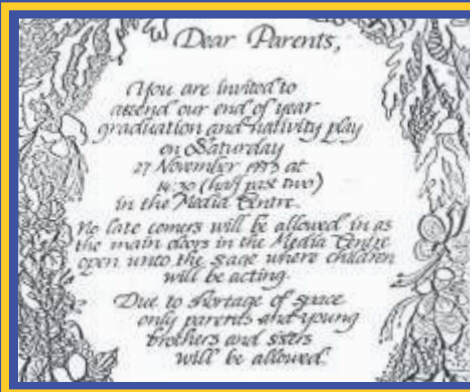 Dear Parents,
You are invited to
attend our end of year
graduation and nativity play
on Saturday
27 November 1993 at
14:30 (half past two)
in the Media Centre.
No late comers will be allowed in as
the main doors in the Media Centre
open unto the stage where children
will be acting.
Due to shortage of space
only parents and young
brothers and sisters
will be allowed.